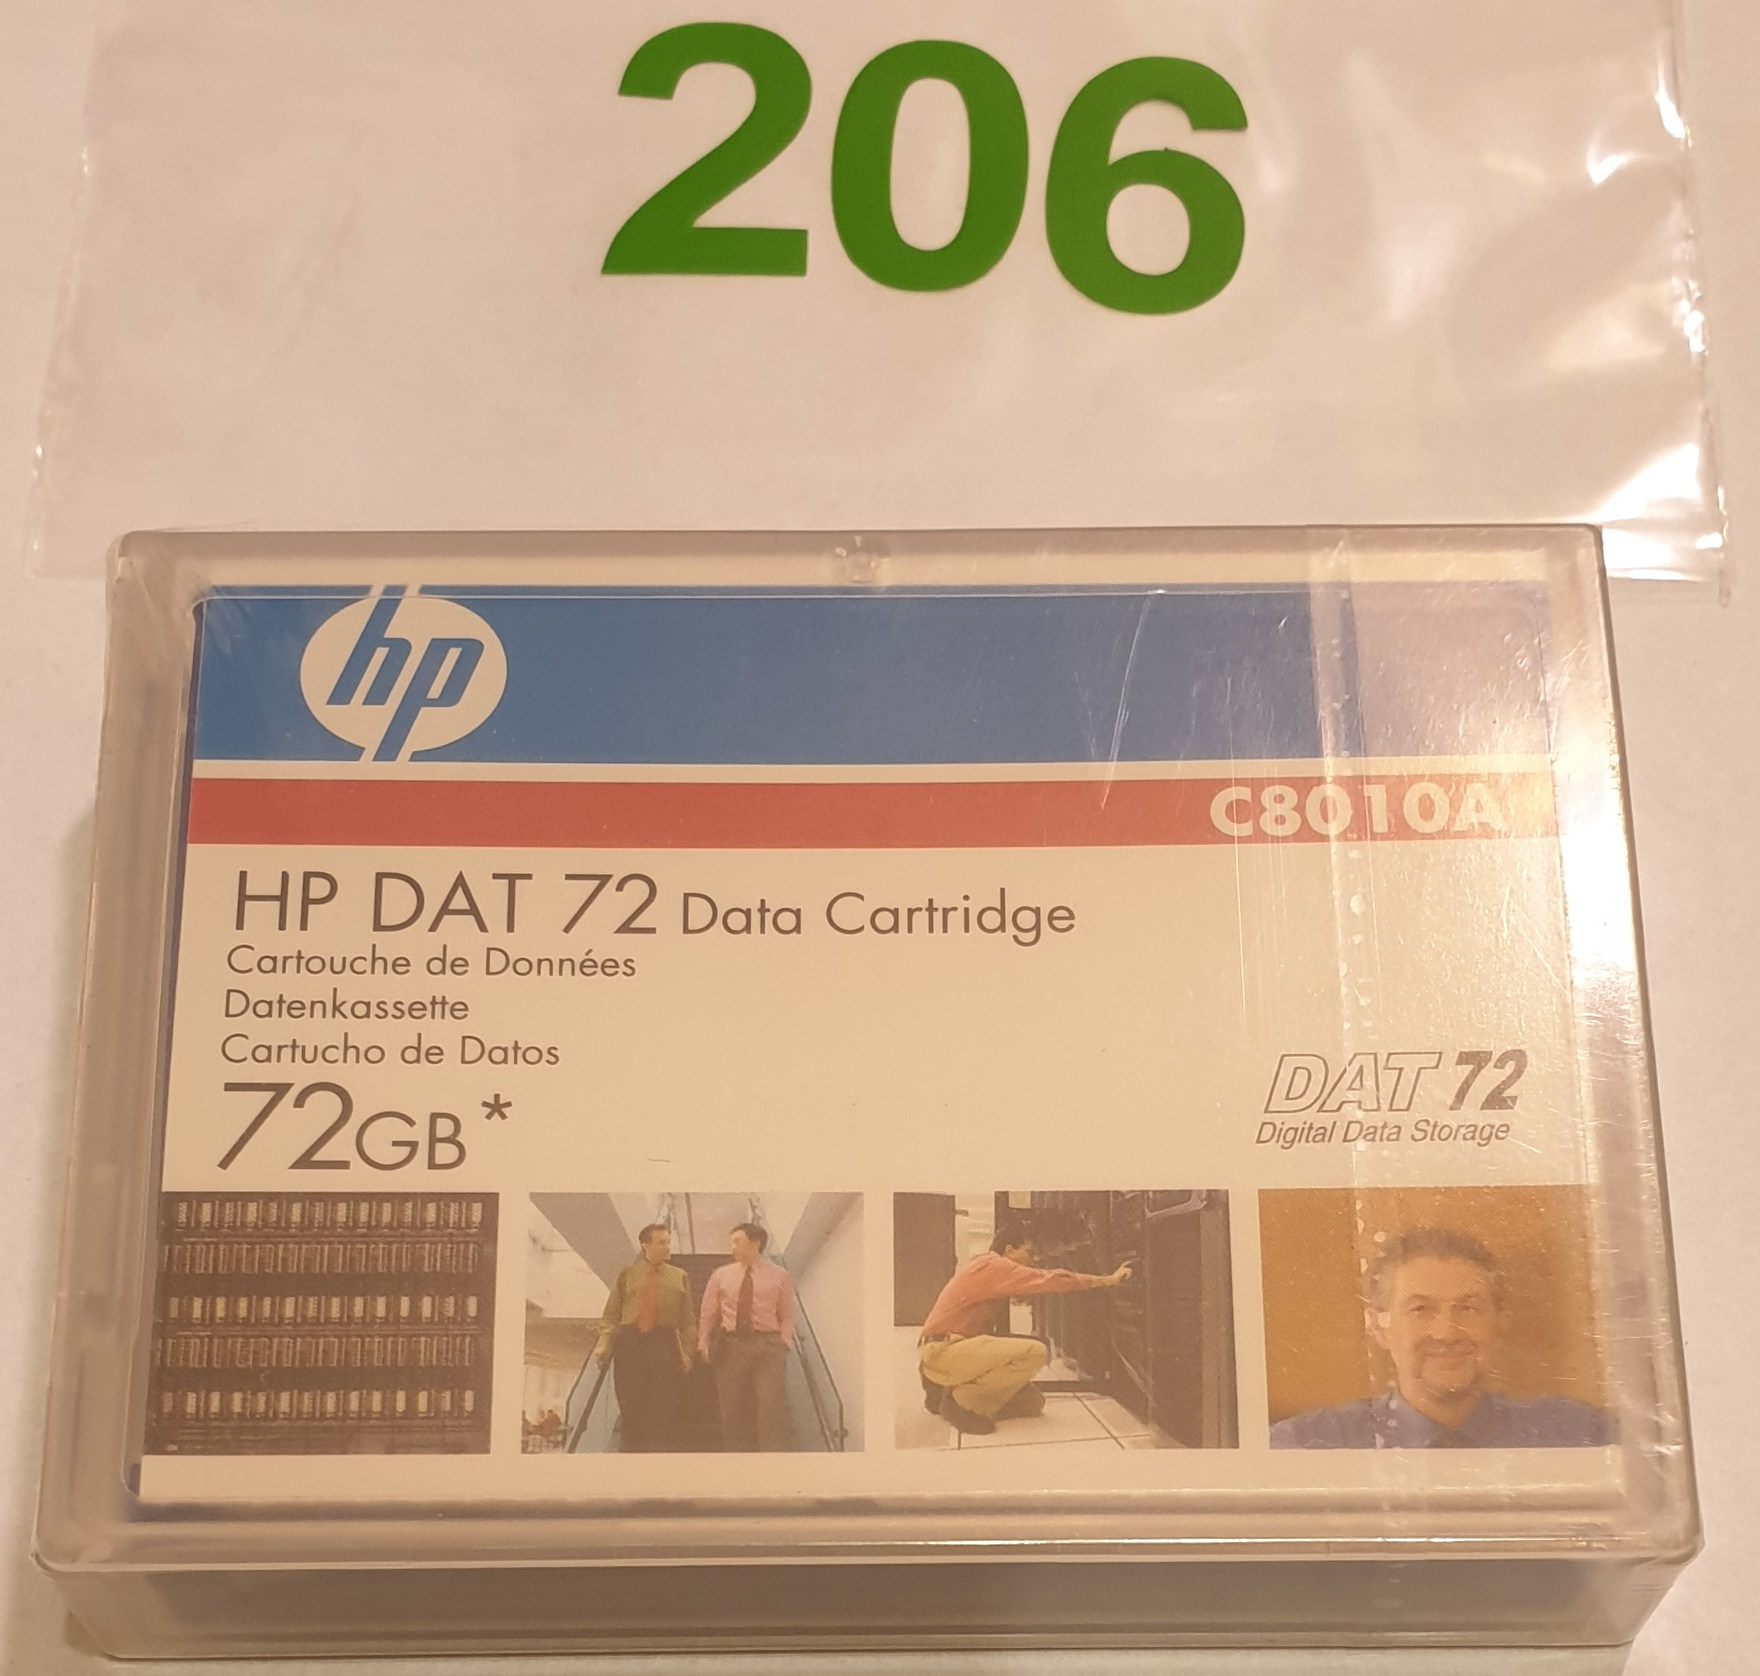 206
hp
C8010A
HP DAT 72 Data Cartridge
Cartouche de Données
Datenkassette
Cartucho de Datos
72GB*
DAT 72
Digital Data Storage